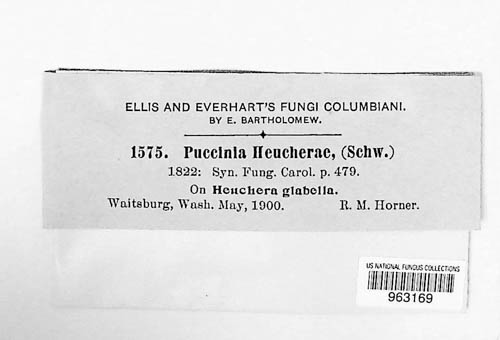 ELLIS AND EVERHART'S FUNGI COLUMBIANI.
BY E. BARTHOLOMEW.
1575. Puccinia Heucherae, (Schw.)
1822: Syn. Fung. Carol. p. 479.
On Heuchera glabella.
Waitsburg, Wash. May, 1900. R. M. Horner.
US NATIONAL FUNGUS COLLECTIONS
963169